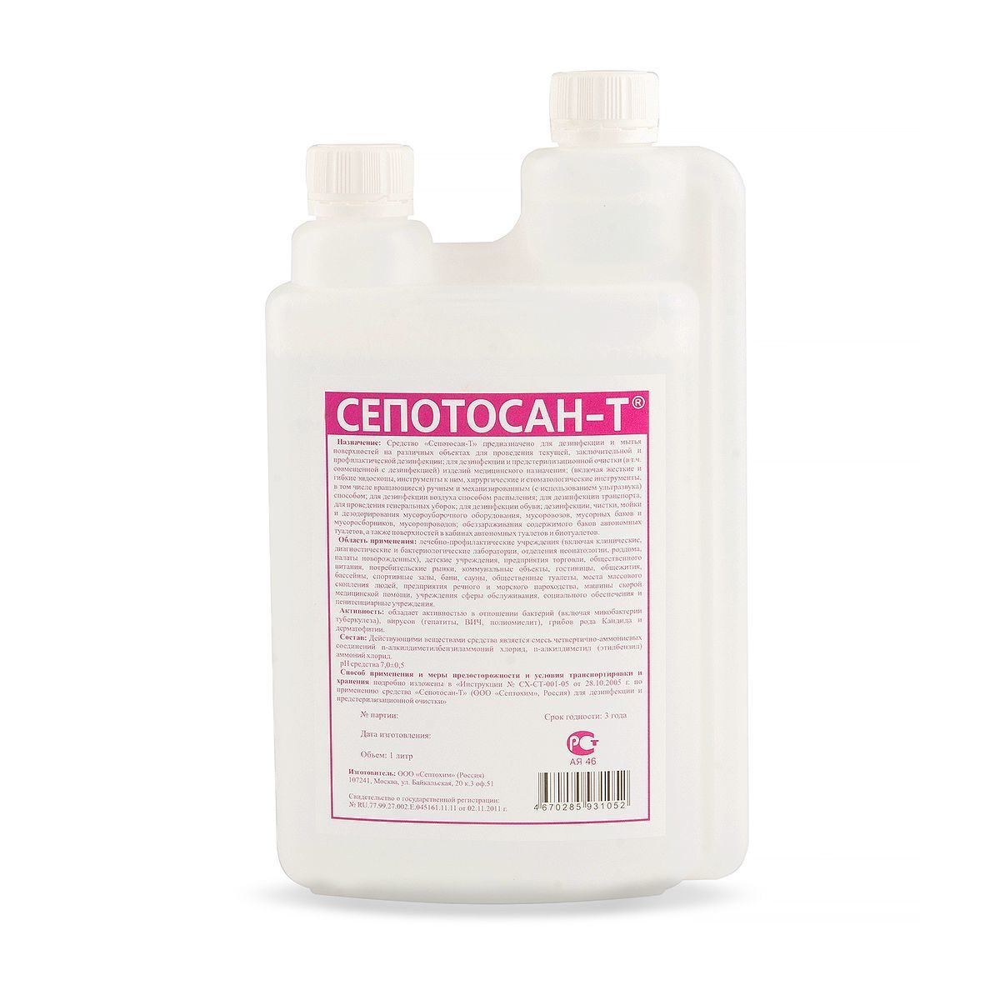 СЕПОТОСАН-Т®
Назначение: Средство «Сепотосан-Т» предназначено для дезинфекции и мытья
поверхностей на различных объектах для проведения текущей, заключительной и
профилактической дезинфекции; для дезинфекции и предстерилизационной очистки (в т.ч.
совмещенной с дезинфекцией) изделий медицинского назначения; (включая жесткие и
гибкие эндоскопы, инструменты к ним, хирургические и стоматологические инструменты,
в том числе вращающиеся) ручным и механизированным (с использованием ультразвука)
способом; для дезинфекции воздуха способом распыления; для дезинфекции транспорта,
для проведения генеральных уборок; для дезинфекции обуви; дезинфекции, чистки, мойки
и дезодорирования мусороуборочного оборудования, мусоровозов, мусорных баков и
мусоросборников, мусоропроводов; обеззараживания содержимого баков автономных
туалетов, а также поверхностей в кабинах автономных туалетов и биотуалетов.
Область применения: лечебно-профилактические учреждения (включая клинические,
диагностические и бактериологические лаборатории, отделения неонатологии, роддома,
палаты новорожденных), детские учреждения, предприятия торговли, общественного
питания, потребительские рынки, коммунальные объекты, гостиницы, общежития,
бассейны, спортивные залы, бани, сауны, общественные туалеты, места массового
скопления людей, предприятия речного и морского пароходства, машины скорой
медицинской помощи, учреждения сферы обслуживания, социального обеспечения и
пенитенциарные учреждения.
Активность: обладает активностью в отношении бактерий (включая микобактерии
туберкулеза), вирусов (гепатиты, ВИЧ, полиомиелит), грибов рода Кандида и
дерматофитии.
Состав: Действующими веществами средства является смесь четвертично-аммониевых
соединений n-алкилдиметилбензиламмоний хлорид, n-алкилдиметил (этилбензил)
аммоний хлорид.
pH средства 7,0±0,5
Способ применения и меры предосторожности и условия транспортировки и
хранения подробно изложены в «Инструкции № СХ-СТ-001-05 от 28.10.2005 г. по
применению средства «Сепотосан-Т» (ООО «Септохим», Россия) для дезинфекции и
предстерилизационной очистки»
№ партии:
Срок годности: 3 года
Дата изготовления:
РСТ
АЯ 46
Объем: 1 литр
Изготовитель: ООО «Септохим» (Россия)
107241, Москва, ул. Байкальская, 20 к.3 оф.51
Свидетельство о государственной регистрации:
№ RU.77.99.27.002.E.045161.11.11 от 02.11.2011 г.
4 670285 931052